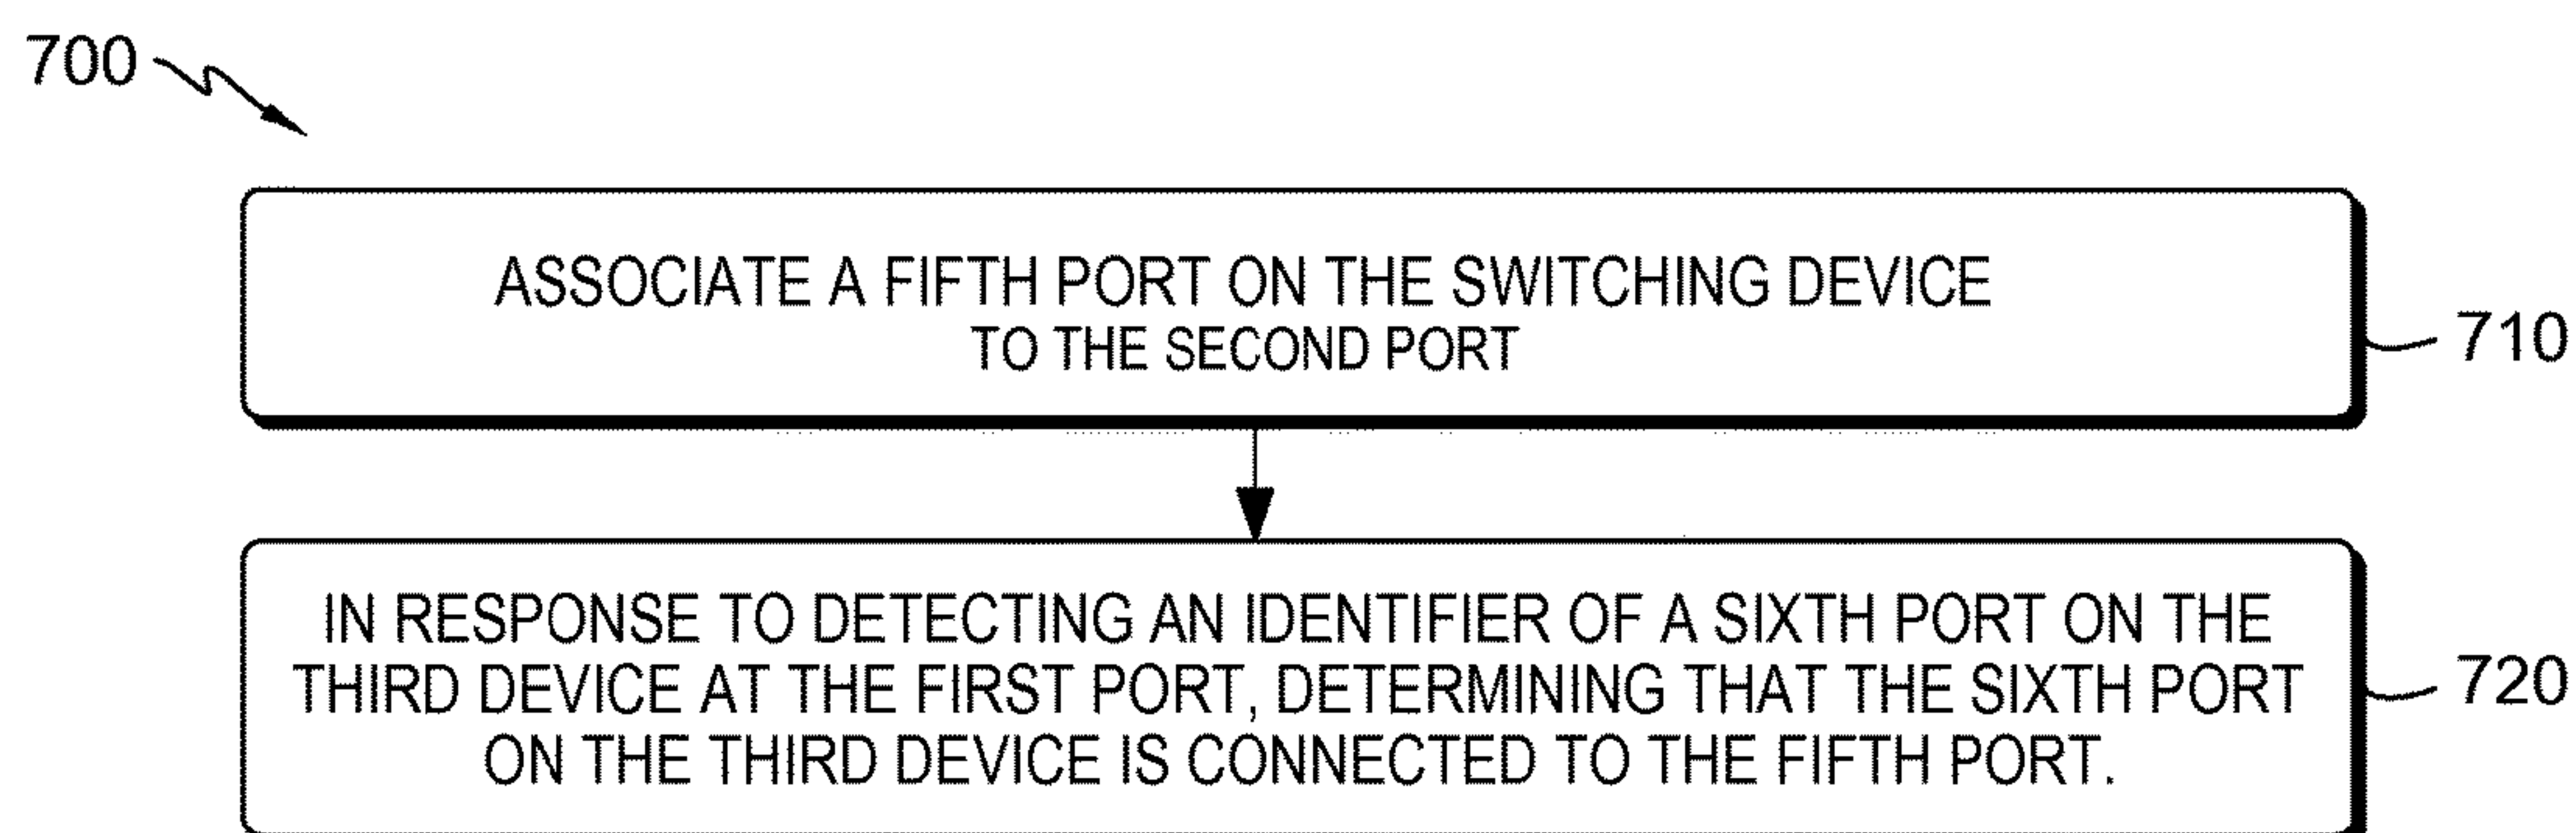 700
ASSOCIATE A FIFTH PORT ON THE SWITCHING DEVICE
TO THE SECOND PORT
710
IN RESPONSE TO DETECTING AN IDENTIFIER OF A SIXTH PORT ON THE
THIRD DEVICE AT THE FIRST PORT, DETERMINING THAT THE SIXTH PORT
ON THE THIRD DEVICE IS CONNECTED TO THE FIFTH PORT.
720